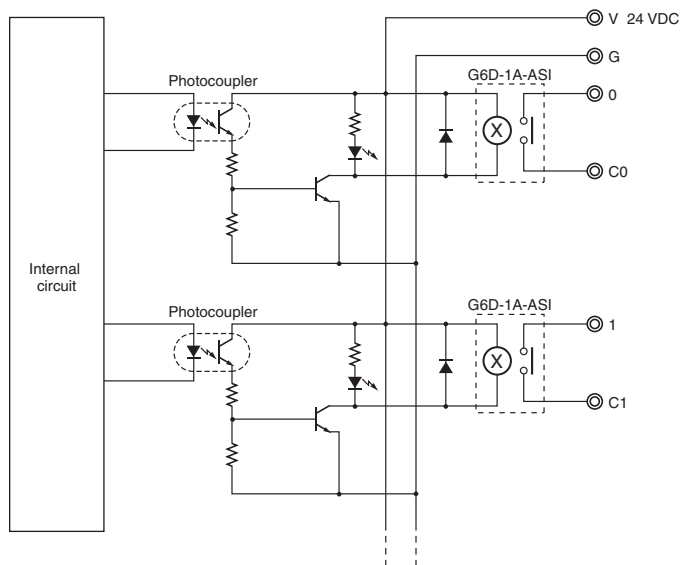 V 24 VDC
G
Photocoupler
G6D-1A-ASI
0
X
C0
Internal
circuit
Photocoupler
G6D-1A-ASI
1
X
C1